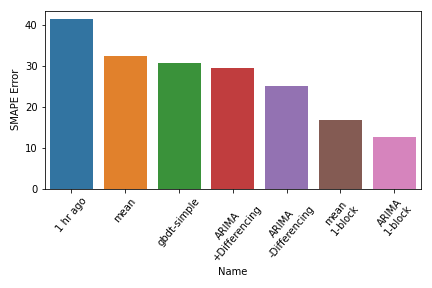 40
30
20
10
0
SMAPE Error
1 hr ago
mean
gbdt-simple
ARIMA
+Differencing
ARIMA
-Differencing
mean
1-block
ARIMA
1-block
Name